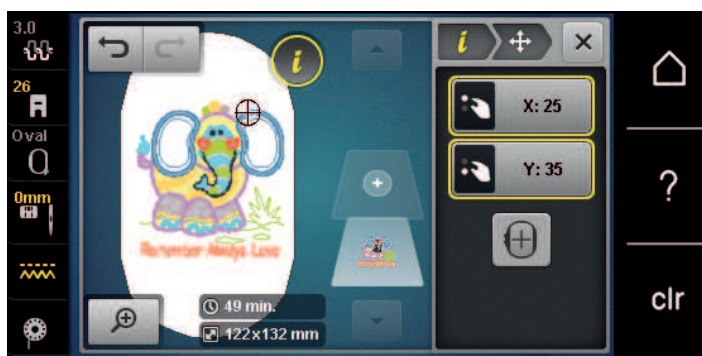 3.0
26
Oval
0mm
i
Remember Always Love
49 min.
122x132 mm
i
X: 25
Y: 35
?
clr